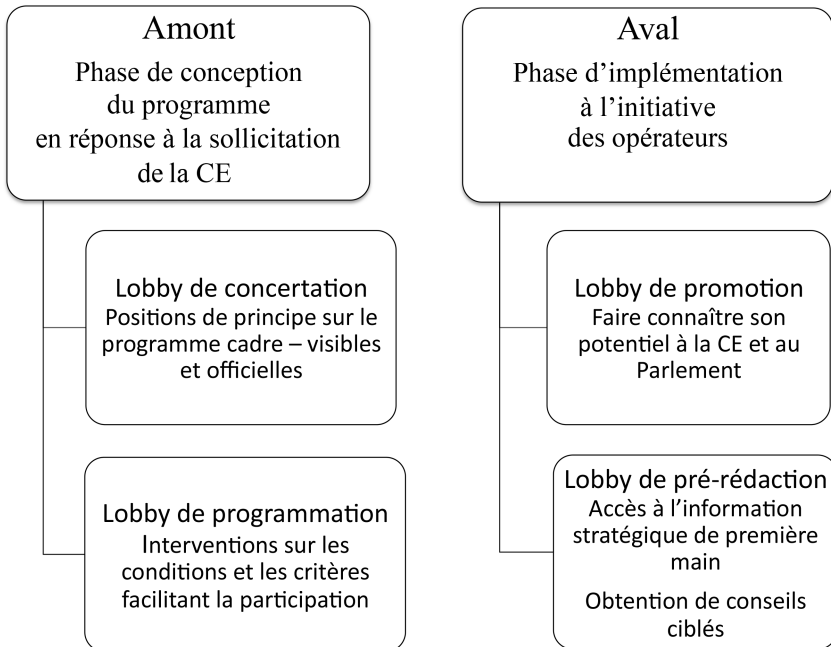 Amont
Phase de conception
du programme
en réponse à la sollicitation
de la CE
Lobby de concertation
Positions de principe sur le
programme cadre – visibles
et officielles
Lobby de programmation
Interventions sur les
conditions et les critères
facilitant la participation
Aval
Phase d’implémentation
à l’initiative
des opérateurs
Lobby de promotion
Faire connaître son
potentiel à la CE et au
Parlement
Lobby de pré-rédaction
Accès à l’information
stratégique de première
main
Obtention de conseils
ciblés